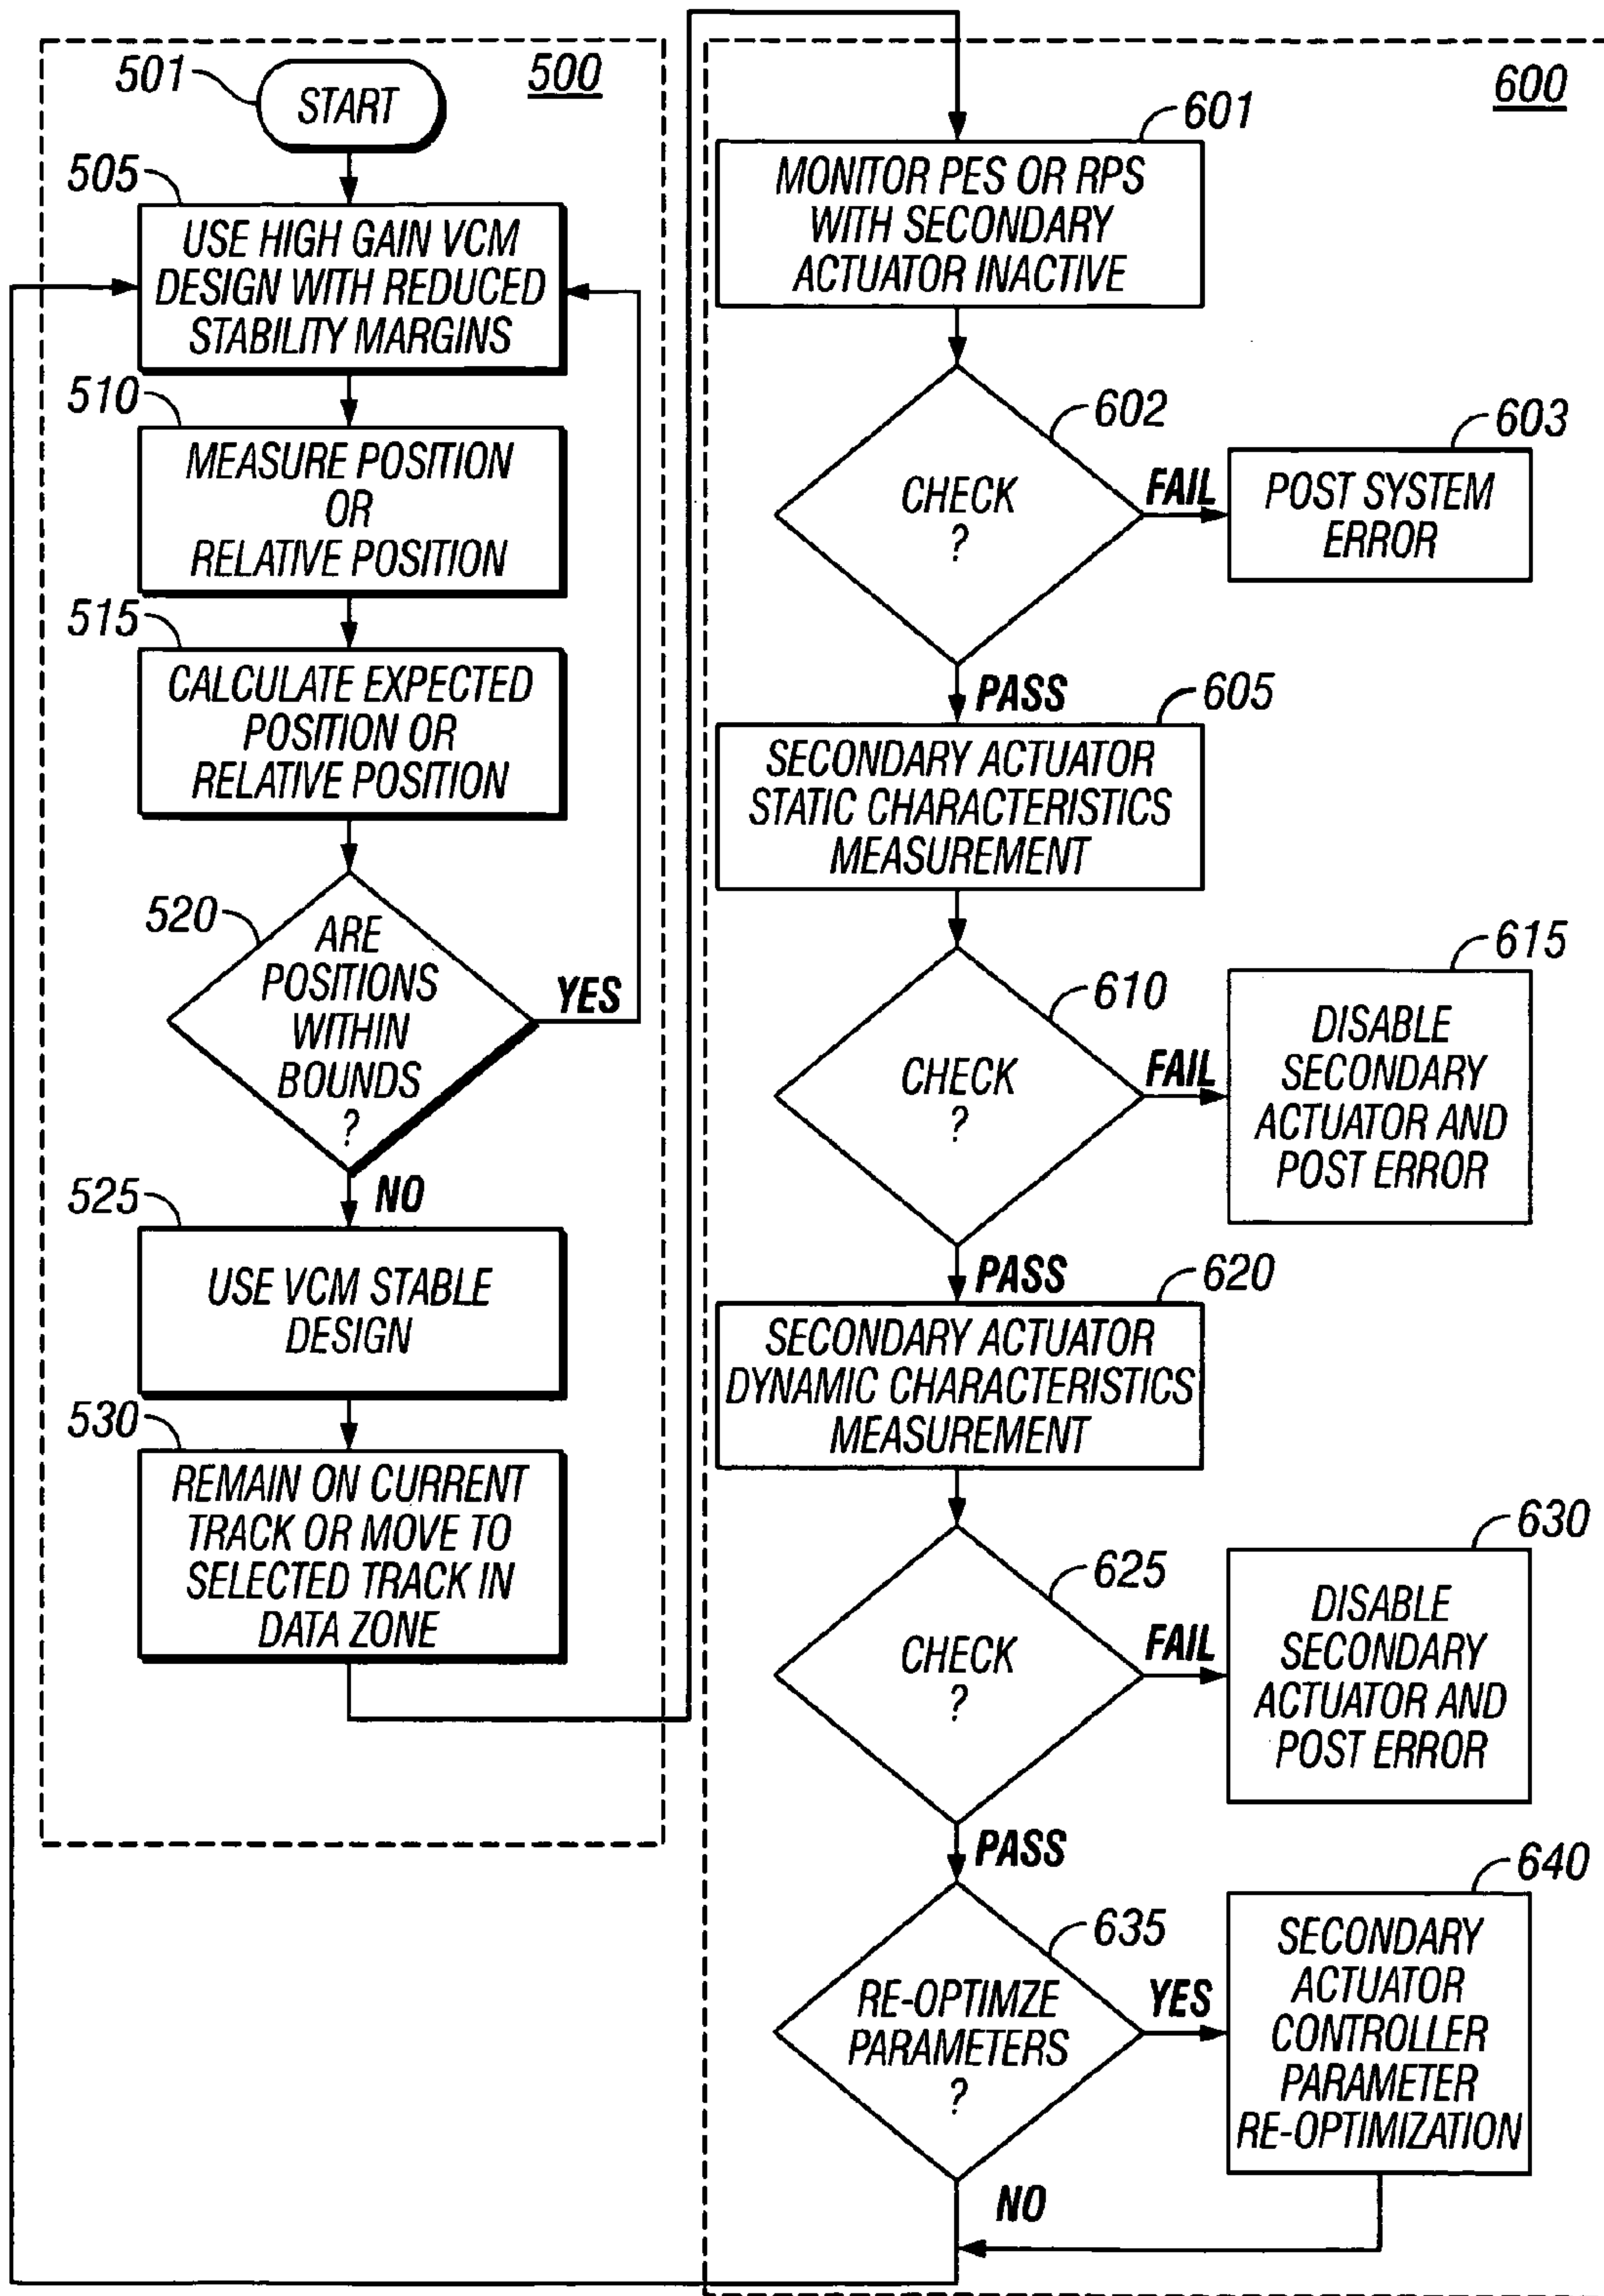 501
START
500
505
USE HIGH GAIN VCM
DESIGN WITH REDUCED
STABILITY MARGINS
510
MEASURE POSITION
OR
RELATIVE POSITION
515
CALCULATE EXPECTED
POSITION OR
RELATIVE POSITION
520
ARE
POSITIONS
WITHIN
BOUNDS
?
YES
NO
525
USE VCM STABLE
DESIGN
530
REMAIN ON CURRENT
TRACK OR MOVE TO
SELECTED TRACK IN
DATA ZONE
600
601
MONITOR PES OR RPS
WITH SECONDARY
ACTUATOR INACTIVE
602
CHECK
?
FAIL
603
POST SYSTEM
ERROR
PASS
605
SECONDARY ACTUATOR
STATIC CHARACTERISTICS
MEASUREMENT
610
CHECK
?
FAIL
615
DISABLE
SECONDARY
ACTUATOR AND
POST ERROR
PASS
620
SECONDARY ACTUATOR
DYNAMIC CHARACTERISTICS
MEASUREMENT
625
CHECK
?
FAIL
630
DISABLE
SECONDARY
ACTUATOR AND
POST ERROR
PASS
635
RE-OPTIMZE
PARAMETERS
?
YES
640
SECONDARY
ACTUATOR
CONTROLLER
PARAMETER
RE-OPTIMIZATION
NO